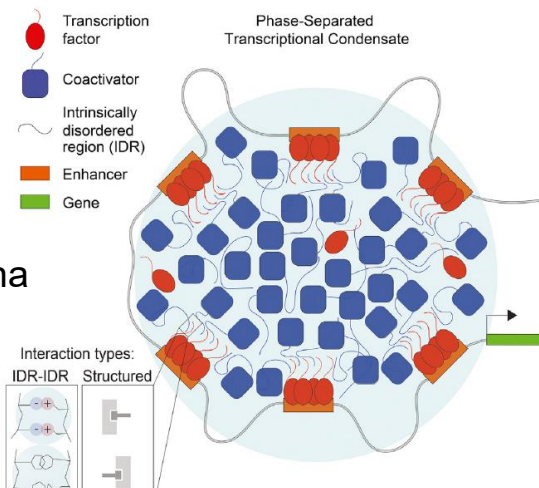 Transcription
factor
Coactivator
Intrinsically
disordered
region (IDR)
Enhancer
Gene
Phase-Separated
Transcriptional Condensate
Interaction types:
IDR-IDR Structured
- +
- +